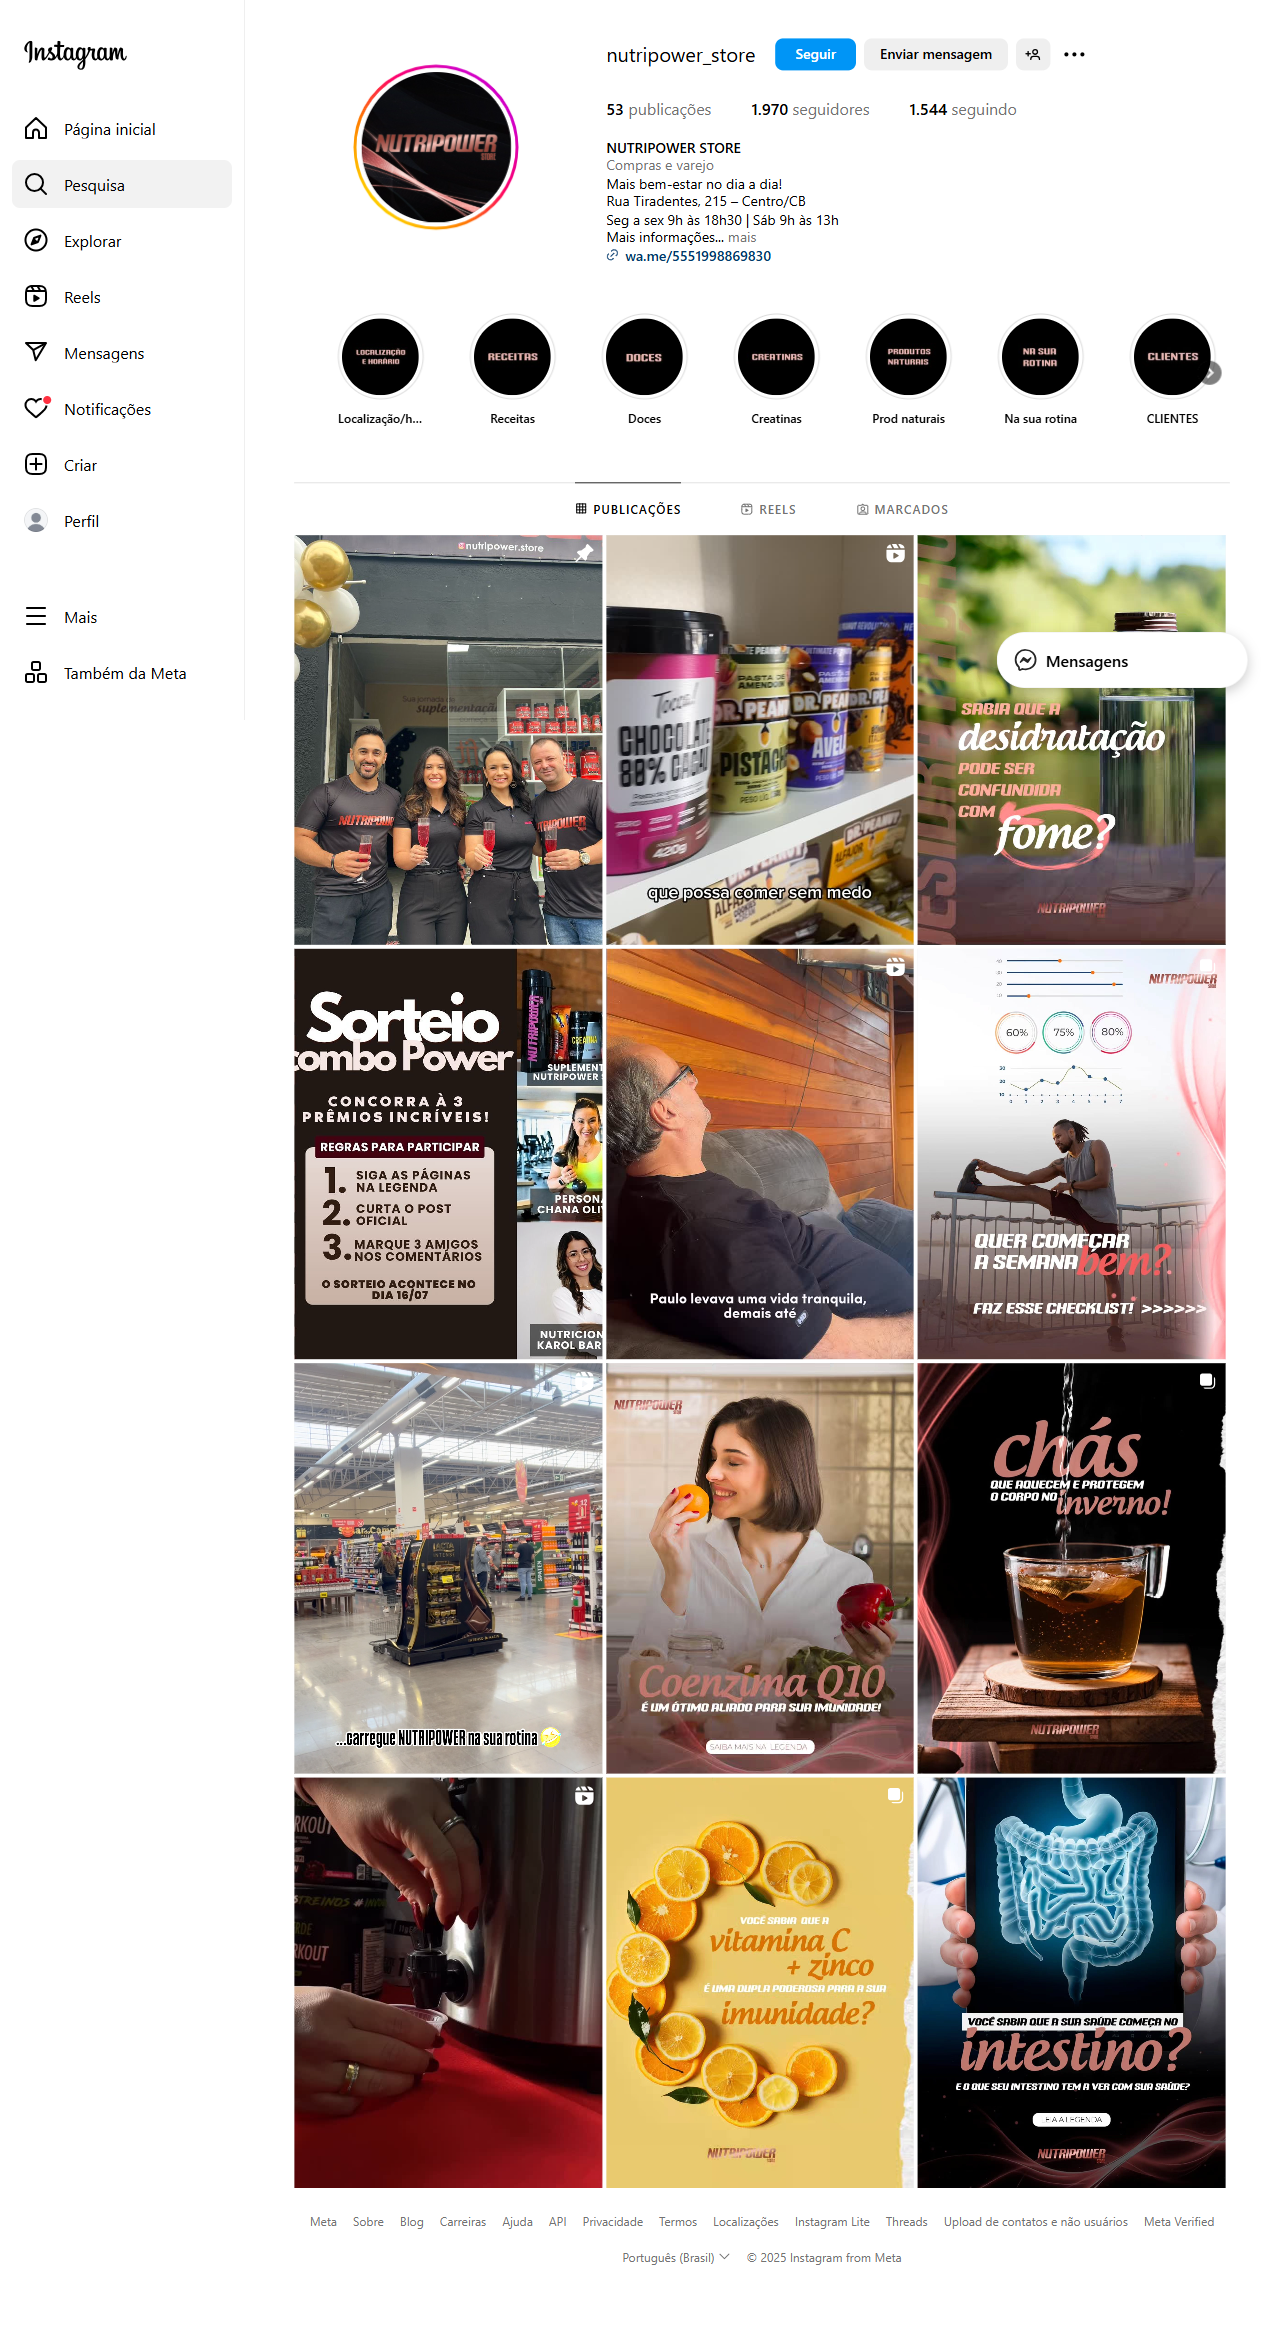 Instagram
Página inicial
Pesquisa
Explorar
Reels
Mensagens
Notificações
Criar
Perfil
Mais
Também da Meta
nutripower_store
Seguir
Enviar mensagem
53 publicações
1.970 seguidores
1.544 seguindo
NUTRIPOWER STORE
Compras e varejo
Mais bem-estar no dia a dia!
Rua Tiradentes, 215 – Centro/CB
Seg a sex 9h às 18h30 | Sáb 9h às 13h
Mais informações... mais
wa.me/5551998869830
NUTRIPOWER
STORE
LOCALIZAÇÃO
E HORÁRIO
RECEITAS
DOCES
CREATINAS
PRODUTOS
NATURAIS
NA SUA
ROTINA
CLIENTES
Localização/h...
Receitas
Doces
Creatinas
Prod naturais
Na sua rotina
CLIENTES
PUBLICAÇÕES
REELS
MARCADOS
@nutripower.store
Sua jornada de
suplementação
CHOCOLATE
80% CACAU
420g
PASTA DE
AMENDOIM
DR. PEANUT
que possa comer sem medo
SABIA QUE A
desidratação
PODE SER
CONFUNDIDA
COM
fome?
NUTRIPOWER
Mensagens
Sorteio
combo Power
CONCORRA À 3
PRÊMIOS INCRÍVEIS!
REGRAS PARA PARTICIPAR
1. SIGA AS PÁGINAS
NA LEGENDA
2. CURTA O POST
OFICIAL
3. MARQUE 3 AMIGOS
NOS COMENTÁRIOS
O SORTEIO ACONTECE NO
DIA 16/07
SUPLEMENT
NUTRIPOWER S
PERSONA
CHANA OLIV
NUTRICION
KAROL BAR
Paulo levava uma vida tranquila,
demais até
NUTRIPOWER
60%
75%
80%
QUER COMEÇAR
A SEMANA bem?
FAZ ESSE CHECKLIST! >>>>>>
...carregue NUTRIPOWER na sua rotina
NUTRIPOWER
Coenzima Q10
É UM ÓTIMO ALIADO PARA SUA IMUNIDADE!
SAIBA MAIS NA LEGENDA
chás
QUE AQUECEM E PROTEGEM
O CORPO NO inverno!
NUTRIPOWER
VOCÊ SABIA QUE A
vitamina C
+ zinco
É UMA DUPLA PODEROSA PARA A SUA
imunidade?
NUTRIPOWER
VOCÊ SABIA QUE A SUA SAÚDE COMEÇA NO
intestino?
E O QUE SEU INTESTINO TEM A VER COM SUA SAÚDE?
LEIA A LEGENDA
NUTRIPOWER
Meta
Sobre
Blog
Carreiras
Ajuda
API
Privacidade
Termos
Localizações
Instagram Lite
Threads
Upload de contatos e não usuários
Meta Verified
Português (Brasil)
© 2025 Instagram from Meta